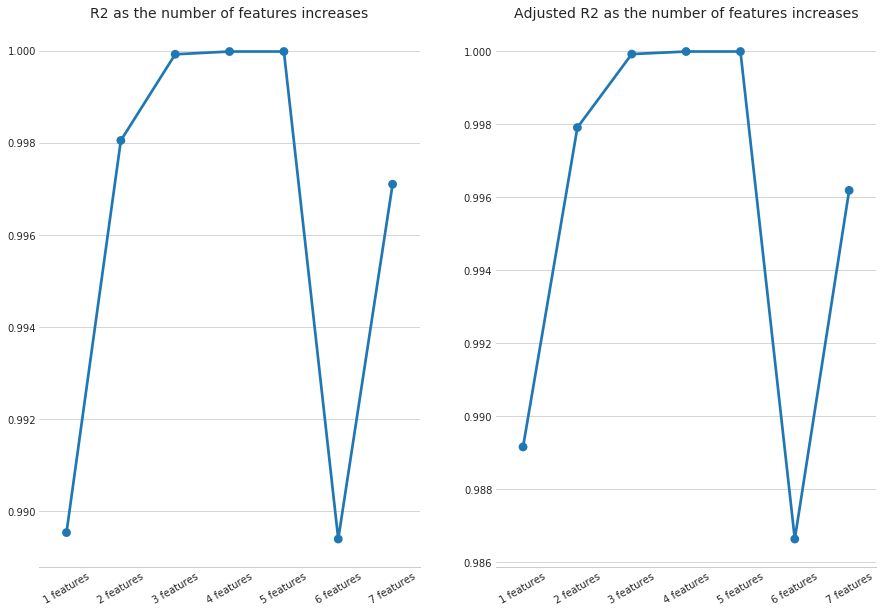 R2 as the number of features increases
1.000
0.998
0.996
0.994
0.992
0.990
1 features
2 features
3 features
4 features
5 features
6 features
7 features
Adjusted R2 as the number of features increases
1.000
0.998
0.996
0.994
0.992
0.990
0.988
0.986
1 features
2 features
3 features
4 features
5 features
6 features
7 features